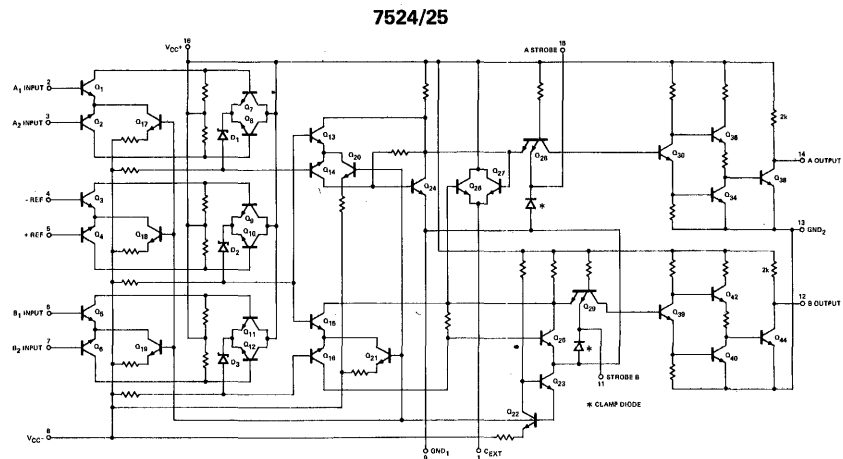 7524/25
16
VCC+
A STROBE
15
A1 INPUT 2
Q1
Q7
Q8
A2 INPUT 3
Q2
Q17
D1
Q13
Q20
Q14
Q24
Q28
Q27
Q26
*
Q30
Q36
Q34
2k
Q38
14
A OUTPUT
13
GND2
- REF 4
Q3
Q9
Q10
+ REF 5
Q4
Q18
D2
B1 INPUT 6
Q5
Q11
Q12
B2 INPUT 7
Q6
Q19
D3
Q15
Q16
Q21
Q25
Q23
Q22
Q29
*
11
STROBE B
Q39
Q42
Q40
2k
12
B OUTPUT
Q44
* CLAMP DIODE
VCC- 8
9 GND1
1 CEXT